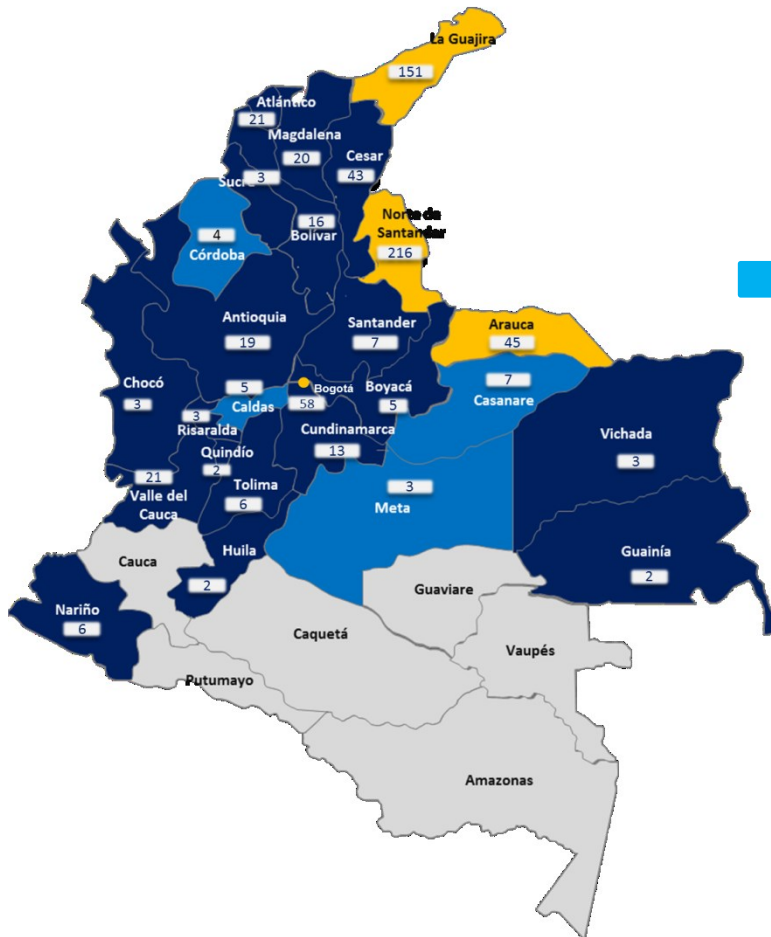 La Guajira
151
Atlántico
21
Magdalena
20
Cesar
43
Sucre
3
4
Córdoba
16
Bolívar
Norte de
Santander
216
Antioquia
19
Santander
7
Arauca
45
Chocó
3
5
Caldas
Bogotá
58
Boyacá
5
7
Casanare
3
Risaralda
Cundinamarca
13
Vichada
3
Quindío
2
21
Valle del
Cauca
Tolima
6
3
Meta
Cauca
Huila
2
Guainía
2
Guaviare
Nariño
6
Caquetá
Vaupés
Putumayo
Amazonas